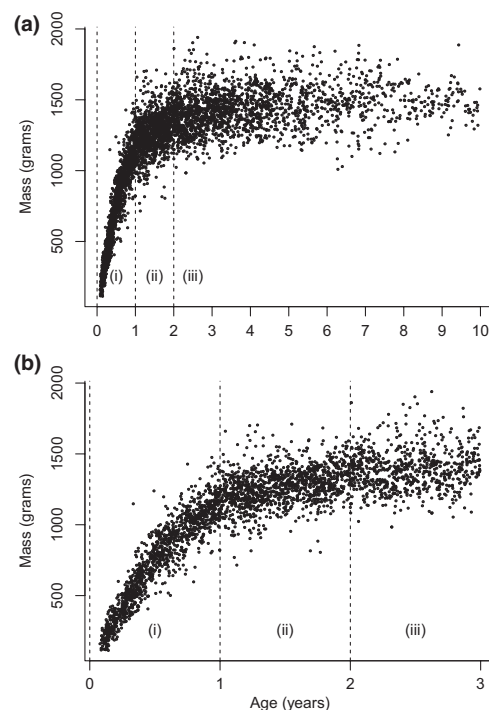 (a)
2000
1500
1000
500
Mass (grams)
(i) (ii) (iii)
0 1 2 3 4 5 6 7 8 9 10
(b)
2000
1500
1000
500
Mass (grams)
(i) (ii) (iii)
0 1 2 3
Age (years)